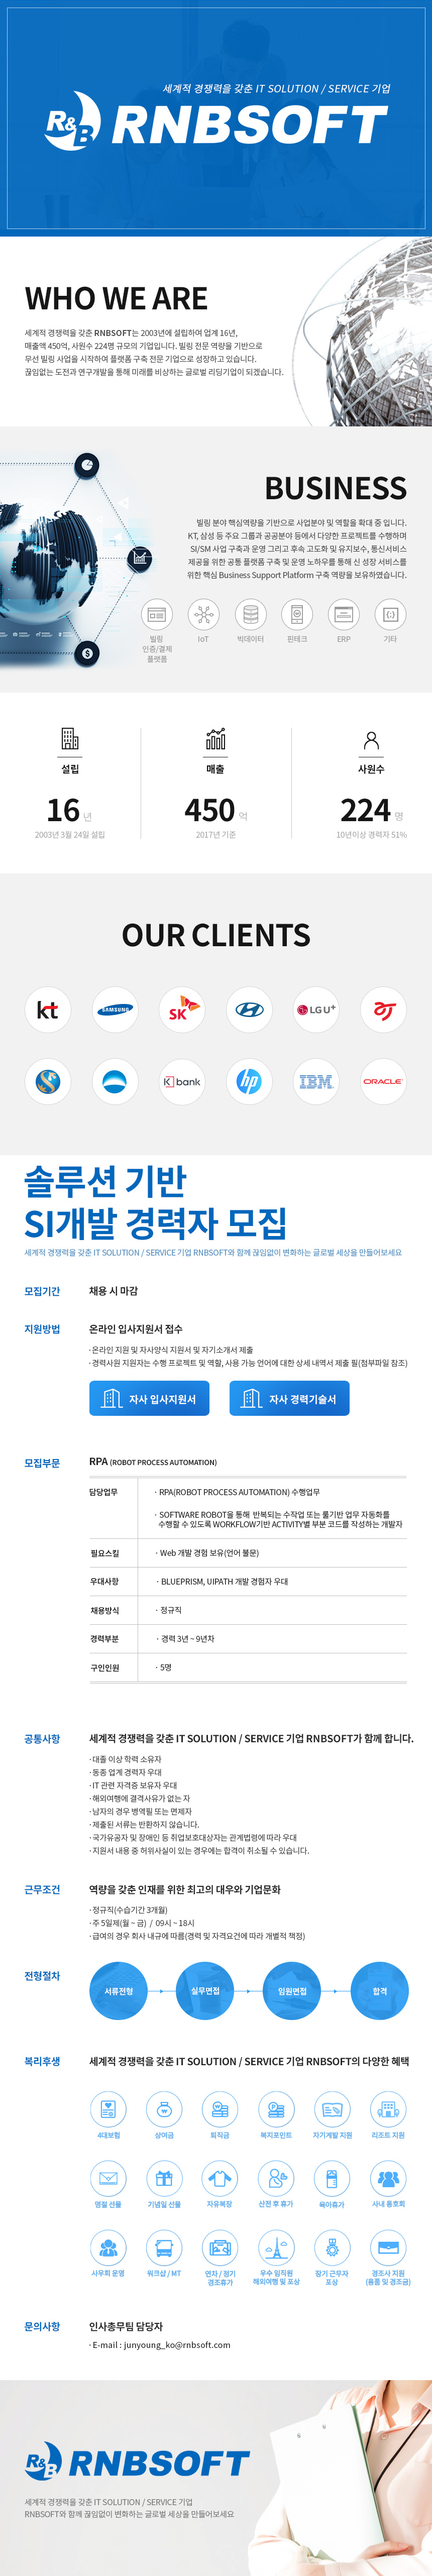 세계적 경쟁력을 갖춘 IT SOLUTION / SERVICE 기업
R&B RNBSOFT
WHO WE ARE
세계적 경쟁력을 갖춘 RNBSOFT는 2003년에 설립하여 업계 16년,
매출액 450억, 사원수 224명 규모의 기업입니다. 빌링 전문 역량을 기반으로
무선 빌링 사업을 시작하여 플랫폼 구축 전문 기업으로 성장하고 있습니다.
끊임없는 도전과 연구개발을 통해 미래를 비상하는 글로벌 리딩기업이 되겠습니다.
BUSINESS
빌링 분야 핵심역량을 기반으로 사업분야 및 역할을 확대 중 입니다.
KT, 삼성 등 주요 그룹과 공공분야 등에서 다양한 프로젝트를 수행하며
SI/SM 사업 구축과 운영 그리고 후속 고도화 및 유지보수, 통신서비스
제공을 위한 공통 플랫폼 구축 및 운영 노하우를 통해 신 성장 서비스를
위한 핵심 Business Support Platform 구축 역량을 보유하였습니다.
빌링
인증/결제
플랫폼
IoT
빅데이터
핀테크
ERP
기타
설립
16 년
2003년 3월 24일 설립
매출
450 억
2017년 기준
사원수
224 명
10년이상 경력자 51%
OUR CLIENTS
kt
SAMSUNG
SK
LG U+
K bank
hp
IBM
ORACLE
솔루션 기반
SI개발 경력자 모집
세계적 경쟁력을 갖춘 IT SOLUTION / SERVICE 기업 RNBSOFT와 함께 끊임없이 변화하는 글로벌 세상을 만들어보세요
모집기간
채용 시 마감
지원방법
온라인 입사지원서 접수
· 온라인 지원 및 자사양식 지원서 및 자기소개서 제출
· 경력사원 지원자는 수행 프로젝트 및 역할, 사용 가능 언어에 대한 상세 내역서 제출 필(첨부파일 참조)
자사 입사지원서
자사 경력기술서
모집부문
RPA (ROBOT PROCESS AUTOMATION)
담당업무
· RPA(ROBOT PROCESS AUTOMATION) 수행업무
· SOFTWARE ROBOT을 통해 반복되는 수작업 또는 룰기반 업무 자동화를
수행할 수 있도록 WORKFLOW기반 ACTIVITY별 부분 코드를 작성하는 개발자
필요스킬
· Web 개발 경험 보유(언어 불문)
우대사항
· BLUEPRISM, UIPATH 개발 경험자 우대
채용방식
· 정규직
경력부분
· 경력 3년 ~ 9년차
구인인원
· 5명
공통사항
세계적 경쟁력을 갖춘 IT SOLUTION / SERVICE 기업 RNBSOFT가 함께 합니다.
· 대졸 이상 학력 소유자
· 동종 업계 경력자 우대
· IT 관련 자격증 보유자 우대
· 해외여행에 결격사유가 없는 자
· 남자의 경우 병역필 또는 면제자
· 제출된 서류는 반환하지 않습니다.
· 국가유공자 및 장애인 등 취업보호대상자는 관계법령에 따라 우대
· 지원서 내용 중 허위사실이 있는 경우에는 합격이 취소될 수 있습니다.
근무조건
역량을 갖춘 인재를 위한 최고의 대우와 기업문화
· 정규직(수습기간 3개월)
· 주 5일제(월 ~ 금) / 09시 ~ 18시
· 급여의 경우 회사 내규에 따름(경력 및 자격요건에 따라 개별적 책정)
전형절차
서류전형
실무면접
임원면접
합격
복리후생
세계적 경쟁력을 갖춘 IT SOLUTION / SERVICE 기업 RNBSOFT의 다양한 혜택
4대보험
상여금
퇴직금
복지포인트
자기계발 지원
리조트 지원
명절 선물
기념일 선물
자유복장
산전 후 휴가
육아휴가
사내 동호회
사우회 운영
워크샵 / MT
연차 / 정기
경조휴가
우수 임직원
해외여행 및 포상
장기 근무자
포상
경조사 지원
(용품 및 경조금)
문의사항
인사총무팀 담당자
· E-mail : junyoung_ko@rnbsoft.com
R&B RNBSOFT
세계적 경쟁력을 갖춘 IT SOLUTION / SERVICE 기업
RNBSOFT와 함께 끊임없이 변화하는 글로벌 세상을 만들어보세요